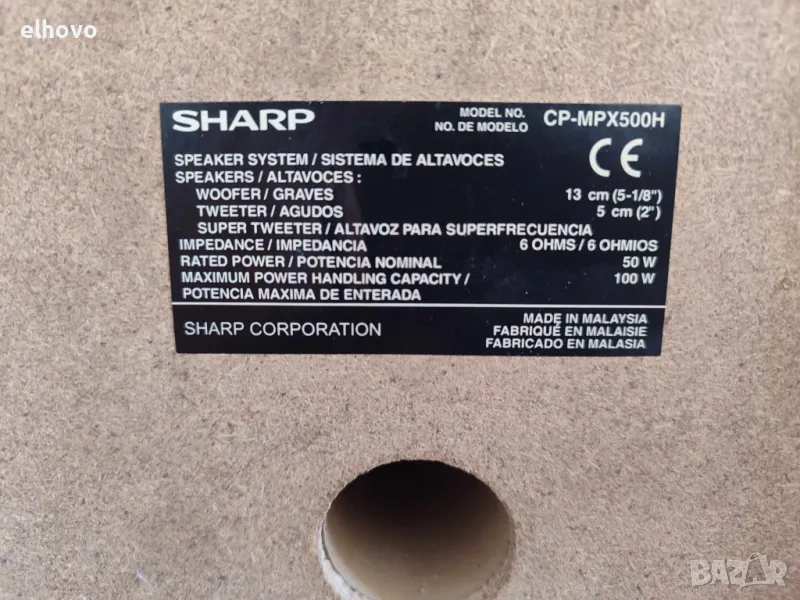 elhovo
SHARP
MODEL NO.
NO. DE MODELO
CP-MPX500H
CE
SPEAKER SYSTEM / SISTEMA DE ALTAVOCES
SPEAKERS / ALTAVOCES :
WOOFER / GRAVES 13 cm (5-1/8")
TWEETER / AGUDOS 5 cm (2")
SUPER TWEETER / ALTAVOZ PARA SUPERFRECUENCIA
IMPEDANCE / IMPEDANCIA 6 OHMS / 6 OHMIOS
RATED POWER / POTENCIA NOMINAL 50 W
MAXIMUM POWER HANDLING CAPACITY / 100 W
POTENCIA MAXIMA DE ENTERADA
SHARP CORPORATION
MADE IN MALAYSIA
FABRIQUÉ EN MALAISIE
FABRICADO EN MALASIA
BAZAR.bg